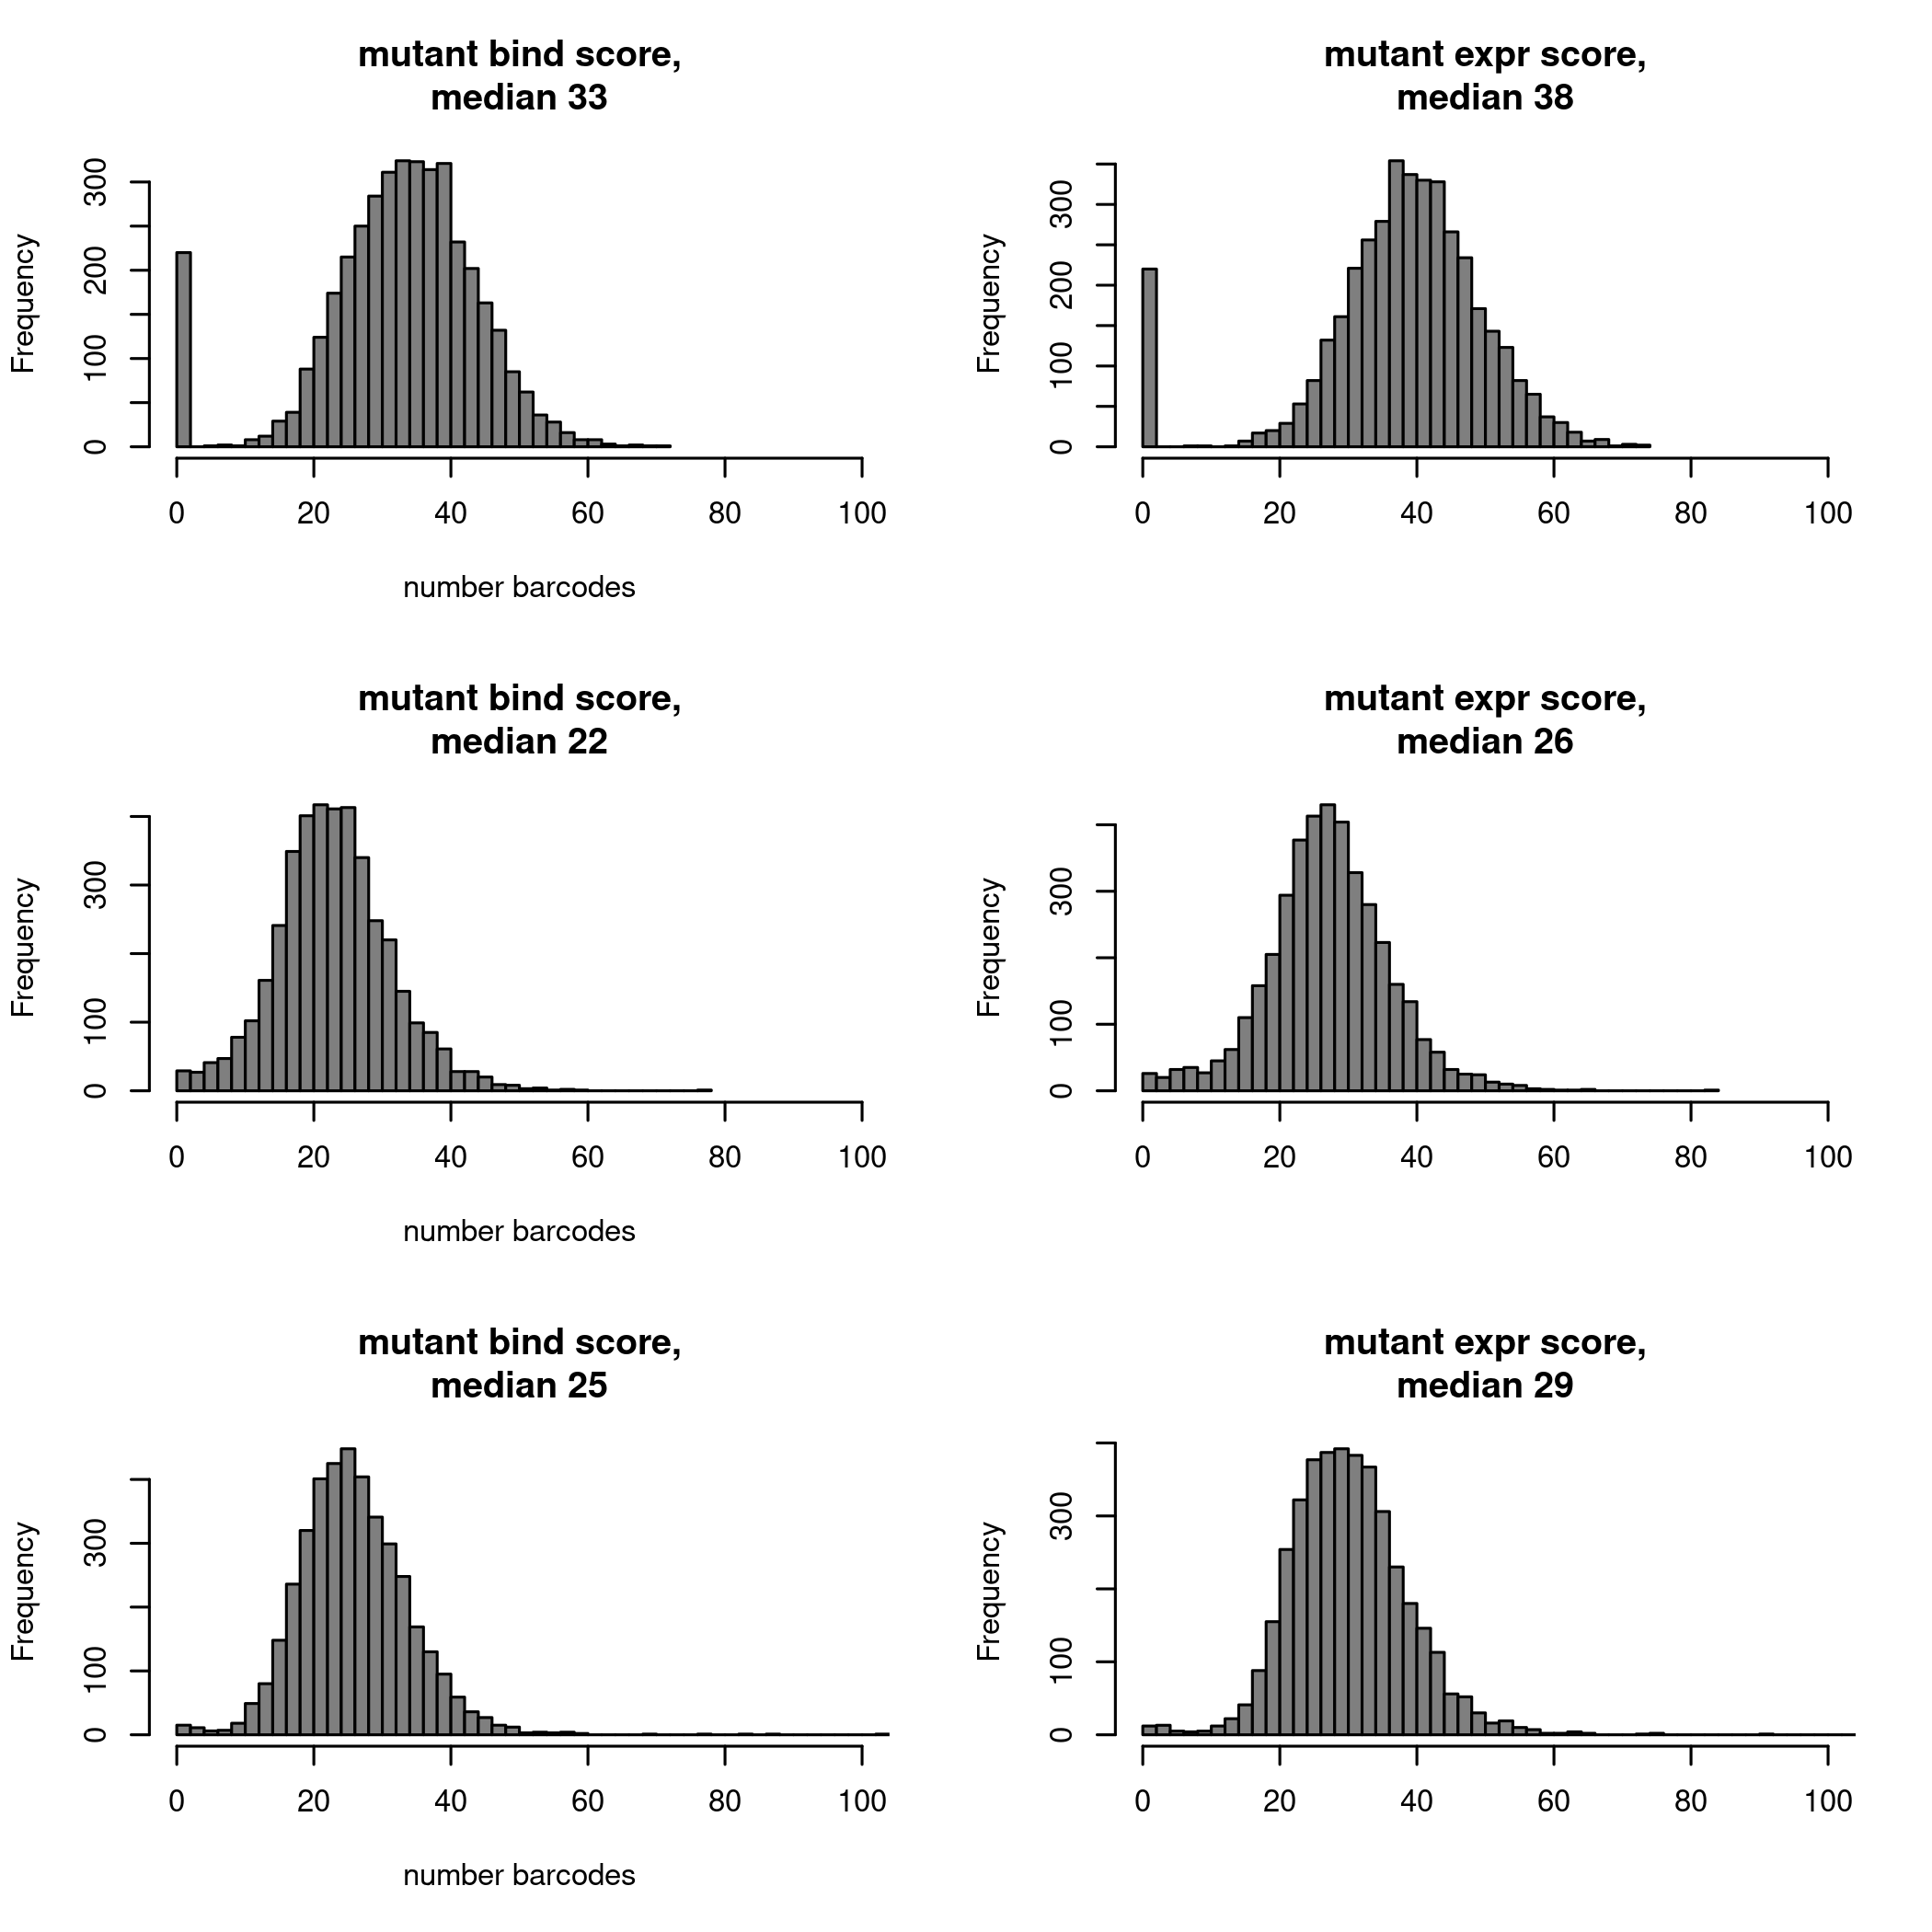 mutant bind score,
median 33
Frequency
0 100 200 300
0 20 40 60 80 100
number barcodes
mutant expr score,
median 38
Frequency
0 100 200 300
0 20 40 60 80 100
mutant bind score,
median 22
Frequency
0 100 300
0 20 40 60 80 100
number barcodes
mutant expr score,
median 26
Frequency
0 100 300
0 20 40 60 80 100
mutant bind score,
median 25
Frequency
0 100 300
0 20 40 60 80 100
number barcodes
mutant expr score,
median 29
Frequency
0 100 300
0 20 40 60 80 100